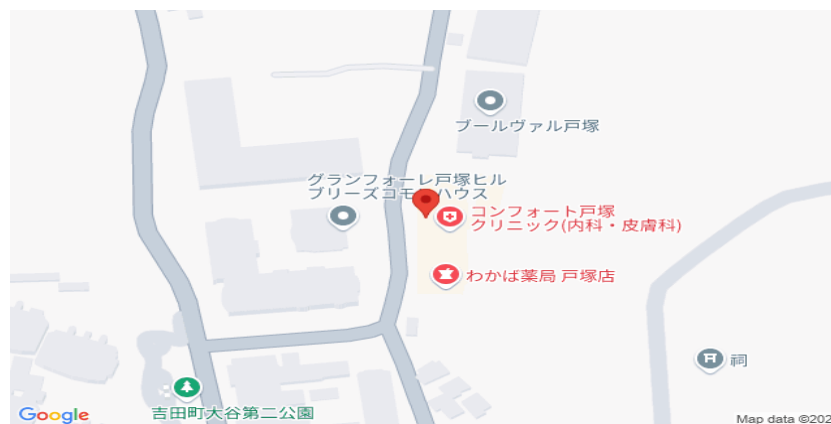 ブールヴァル戸塚
グランフォーレ戸塚ヒル
ブリーズコモンハウス
コンフォート戸塚
クリニック(内科・皮膚科)
わかば薬局 戸塚店
祠
吉田町大谷第二公園
Google
Map data ©202